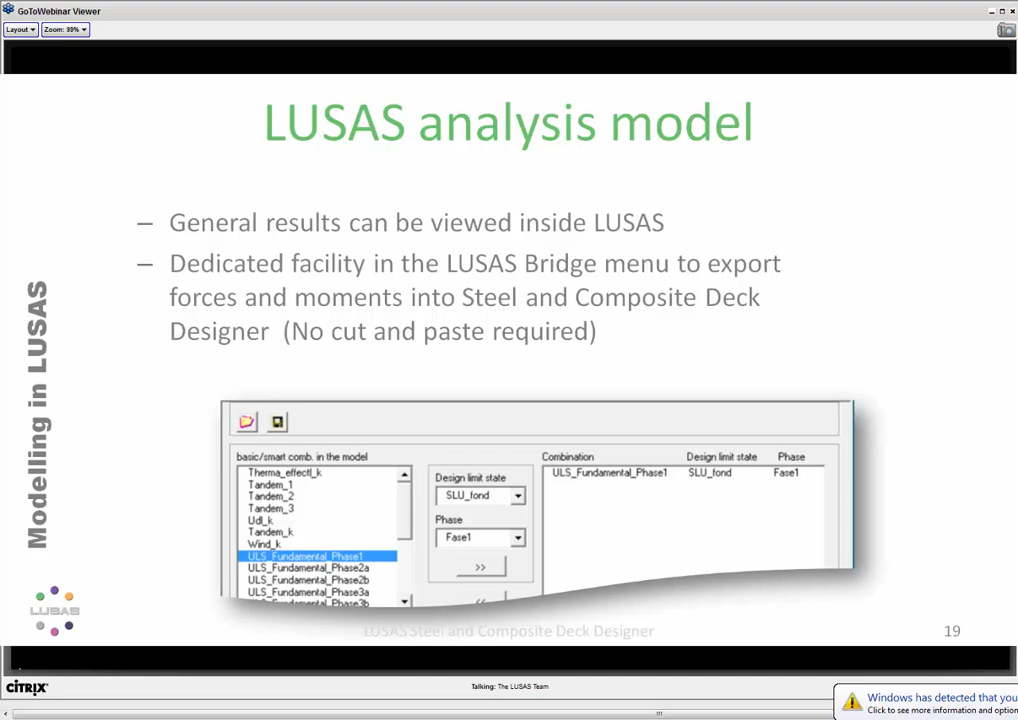 GoToWebinar Viewer
Layout
Zoom: 99%
LUSAS analysis model
– General results can be viewed inside LUSAS
– Dedicated facility in the LUSAS Bridge menu to export
forces and moments into Steel and Composite Deck
Designer (No cut and paste required)
Modelling in LUSAS
basic/smart comb. in the model
Therma_effectI_k
Tandem_1
Tandem_2
Tandem_3
Udl_k
Tandem_k
Wind_k
ULS_Fundamental_Phase1
ULS_Fundamental_Phase2a
ULS_Fundamental_Phase2b
ULS_Fundamental_Phase3a
ULS_Fundamental_Phase3b
Design limit state
SLU_fond
Phase
Fase1
>>
<<
Combination Design limit state Phase
ULS_Fundamental_Phase1 SLU_fond Fase1
LUSAS
LUSAS Steel and Composite Deck Designer
19
CITRIX
Talking: The LUSAS Team
Windows has detected that you
Click to see more information and option